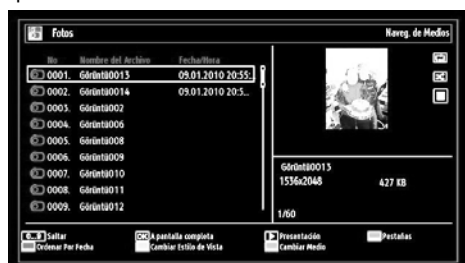 Fotos
Naveg. de Medios
No Nombre del Archivo Fecha/Hora
0001. Görüntü0013 09.01.2010 20:55:
0002. Görüntü0014 09.01.2010 20:5...
0003. Görüntü002
0004. Görüntü006
0005. Görüntü008
0006. Görüntü009
0007. Görüntü010
0008. Görüntü011
0009. Görüntü012
Görüntü0013
1536x2048 427 KB
1/60
0...9 Saltar
OK A pantalla completa
Presentación
Pestañas
Ordenar Por Fecha
Cambiar Estilo de Vista
Cambiar Medio